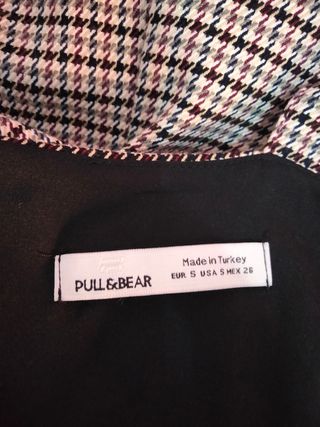 PULL&BEAR
Made in Turkey
EUR S USA S MEX 26